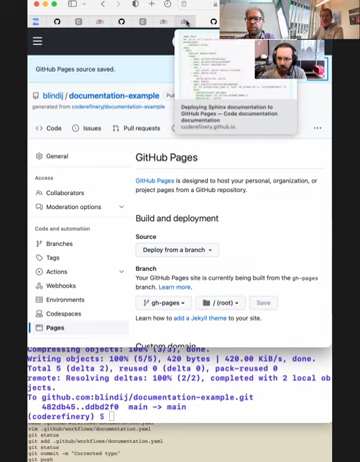 GitHub Pages source saved.
blindij / documentation-example
generated from coderefinery/documentation-example
Deploying Sphinx documentation to
GitHub Pages — Code documentation
documentation
coderefinery.github.io
Code
Issues
Pull requests
General
Access
Collaborators
Moderation options
Code and automation
Branches
Tags
Actions
Webhooks
Environments
Codespaces
Pages
GitHub Pages
GitHub Pages is designed to host your personal, organization, or
project pages from a GitHub repository.
Build and deployment
Source
Deploy from a branch
Branch
Your GitHub Pages site is currently being built from the gh-pages
branch. Learn more.
gh-pages
/ (root)
Save
Learn how to add a Jekyll theme to your site.
Custom domain
Compressing objects: 100% (3/3), done.
Writing objects: 100% (5/5), 420 bytes | 420.00 KiB/s, done.
Total 5 (delta 2), reused 0 (delta 0), pack-reused 0
remote: Resolving deltas: 100% (2/2), completed with 2 local ob
jects.
To github.com:blindij/documentation-example.git
482db45..ddbd2f0 main -> main
(coderefinery) $
vim .github/workflows/documentation.yaml
git status
git add .github/workflows/documentation.yaml
git status
git commit -m "Corrected typo"
git push